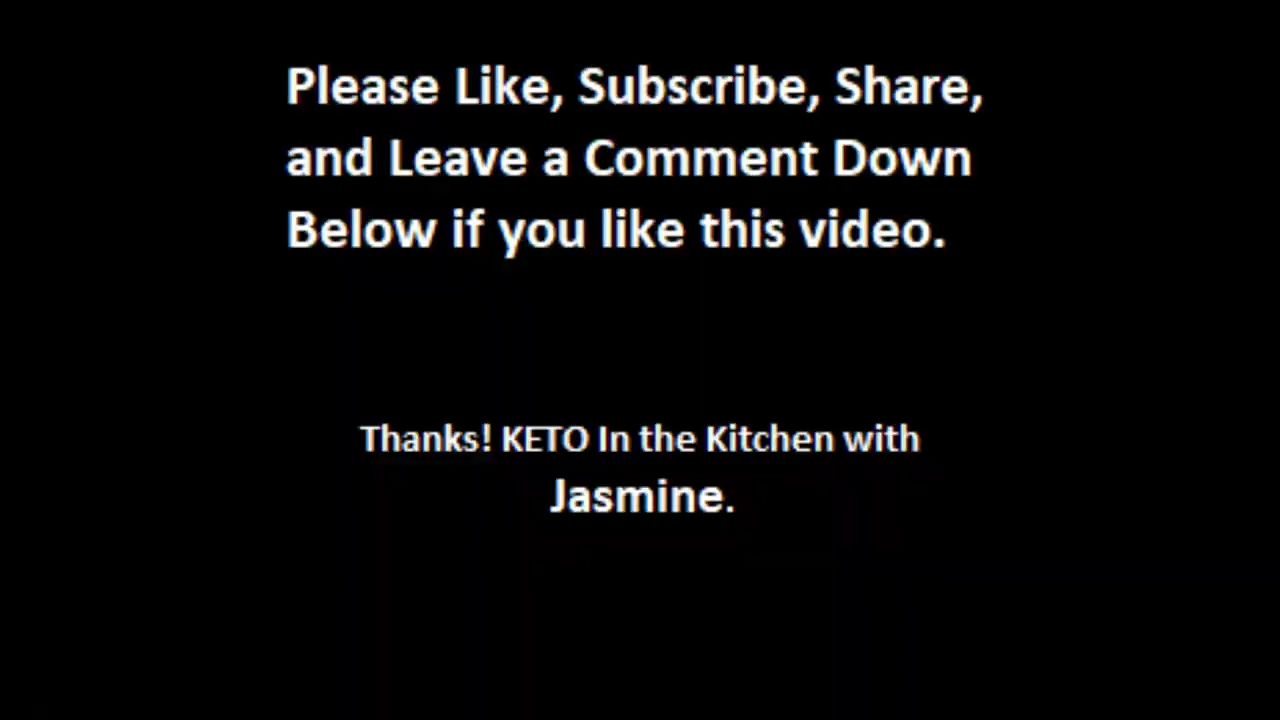 Please Like, Subscribe, Share,
and Leave a Comment Down
Below if you like this video.
Thanks! KETO In the Kitchen with
Jasmine.